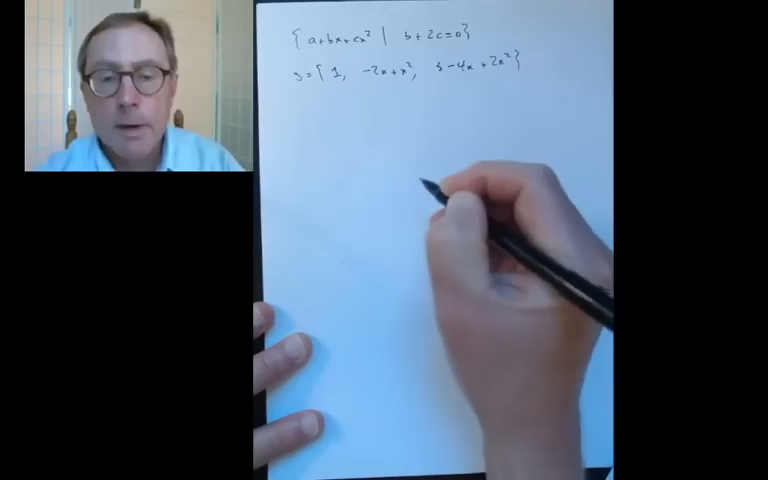 { a+bx+cx² | b+2c=0}
S={ 1, -2x+x², 3-4x+2x² }